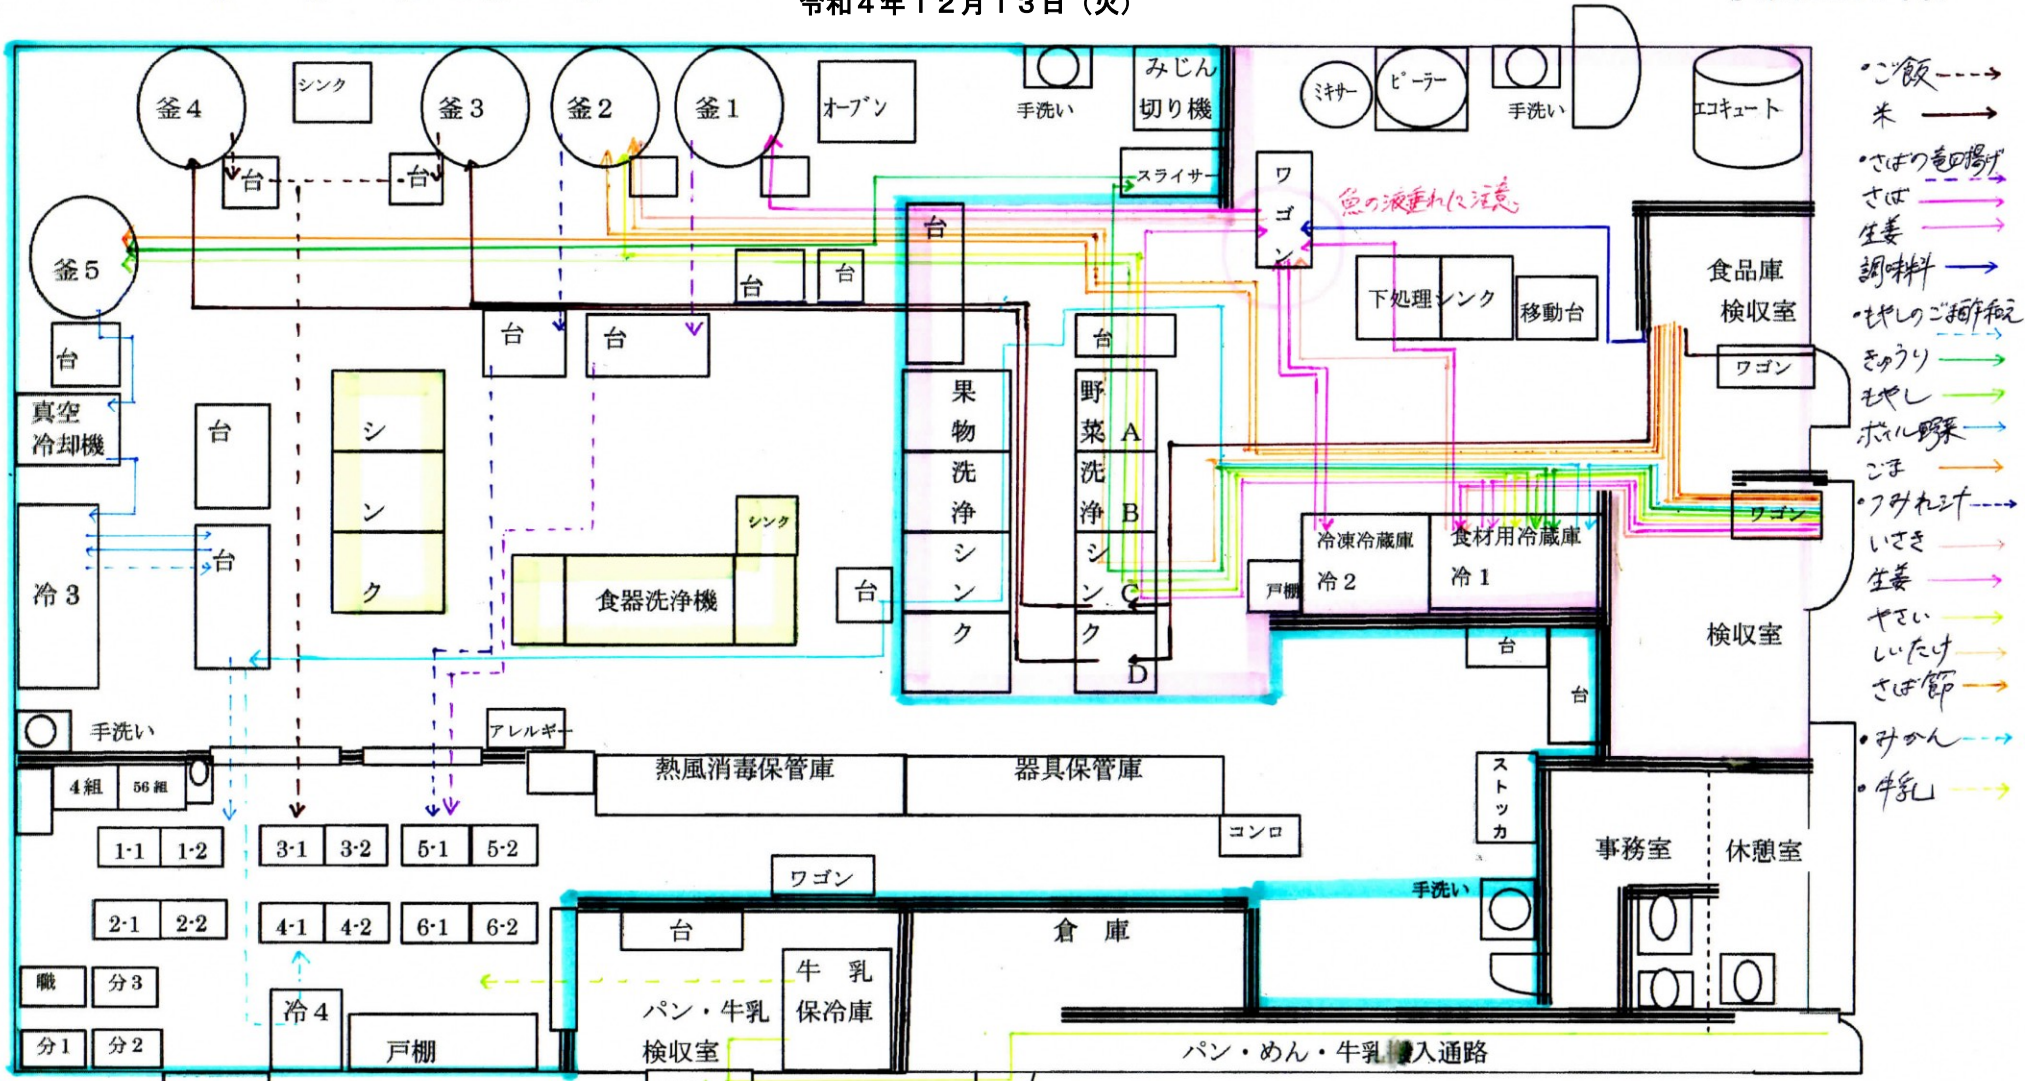 令和４年１２月１３日（火）
釜４
シンク
釜３
釜２
釜１
オーブン
手洗い
みじん
切り機
スライサー
ミキサー
ピーラー
手洗い
エコキュート
台
台
ワゴン
魚の液垂れに注意。
台
食品庫
検収室
釜５
台
台
下処理シンク
移動台
台
台
台
台
ワゴン
真空
冷却機
台
シンク
果物洗浄シンク
野菜洗浄シンク
A
B
C
D
シンク
食器洗浄機
台
戸棚
冷凍冷蔵庫
冷２
食材用冷蔵庫
冷１
ワゴン
検収室
冷３
台
台
台
手洗い
アレルギー
熱風消毒保管庫
器具保管庫
ストッカ
コンロ
ワゴン
4組
56組
1-1
1-2
3-1
3-2
5-1
5-2
2-1
2-2
4-1
4-2
6-1
6-2
職
分3
分1
分2
冷４
戸棚
台
牛乳
保冷庫
パン・牛乳
検収室
倉庫
手洗い
事務室
休憩室
パン・めん・牛乳搬入通路
・ご飯
米
・さばの竜田揚げ
さば
生姜
調味料
・もやしのごま酢和え
きゅうり
もやし
ボイル野菜
ごま
・つみれ汁
いさき
生姜
やさい
しいたけ
さば節
・みかん
・牛乳